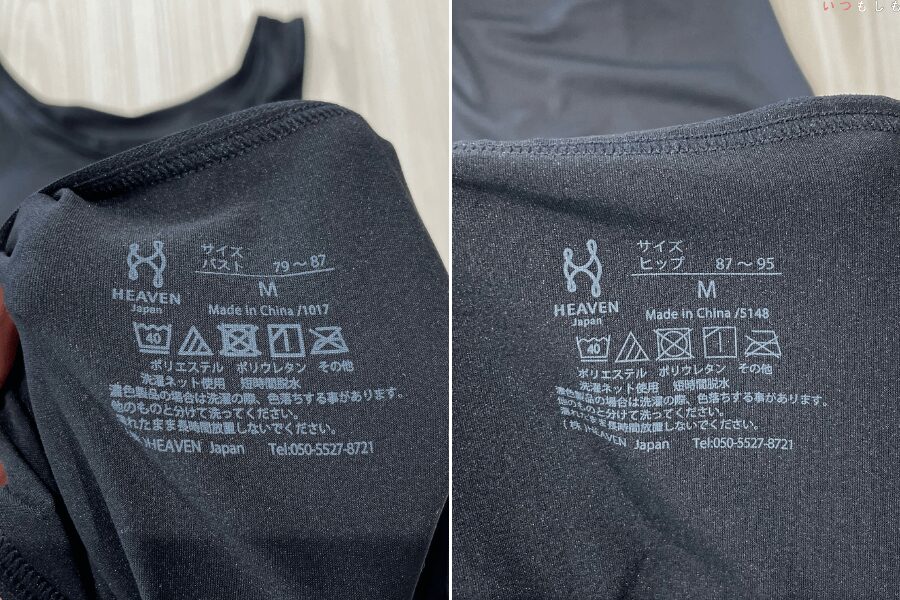 サイズ
バスト 79〜87
M
HEAVEN
Japan
Made in China /1017
40
ポリエステル ポリウレタン その他
洗濯ネット使用 短時間脱水
濃色製品の場合は洗濯の際、色落ちする事があります。
他のものと分けて洗ってください。
れたまま長時間放置しないでください。
株 HEAVEN Japan Tel:050-5527-8721
いつもしも
サイズ
ヒップ 87〜95
M
HEAVEN
Japan
Made in China /5148
40
ポリエステル ポリウレタン その他
洗濯ネット使用 短時間脱水
濃色製品の場合は洗濯の際、色落ちする事があります。
他のものと分けて洗ってください。
濡れたまま長時間放置しないでください。
(株 HEAVEN Japan Tel:050-5527-8721